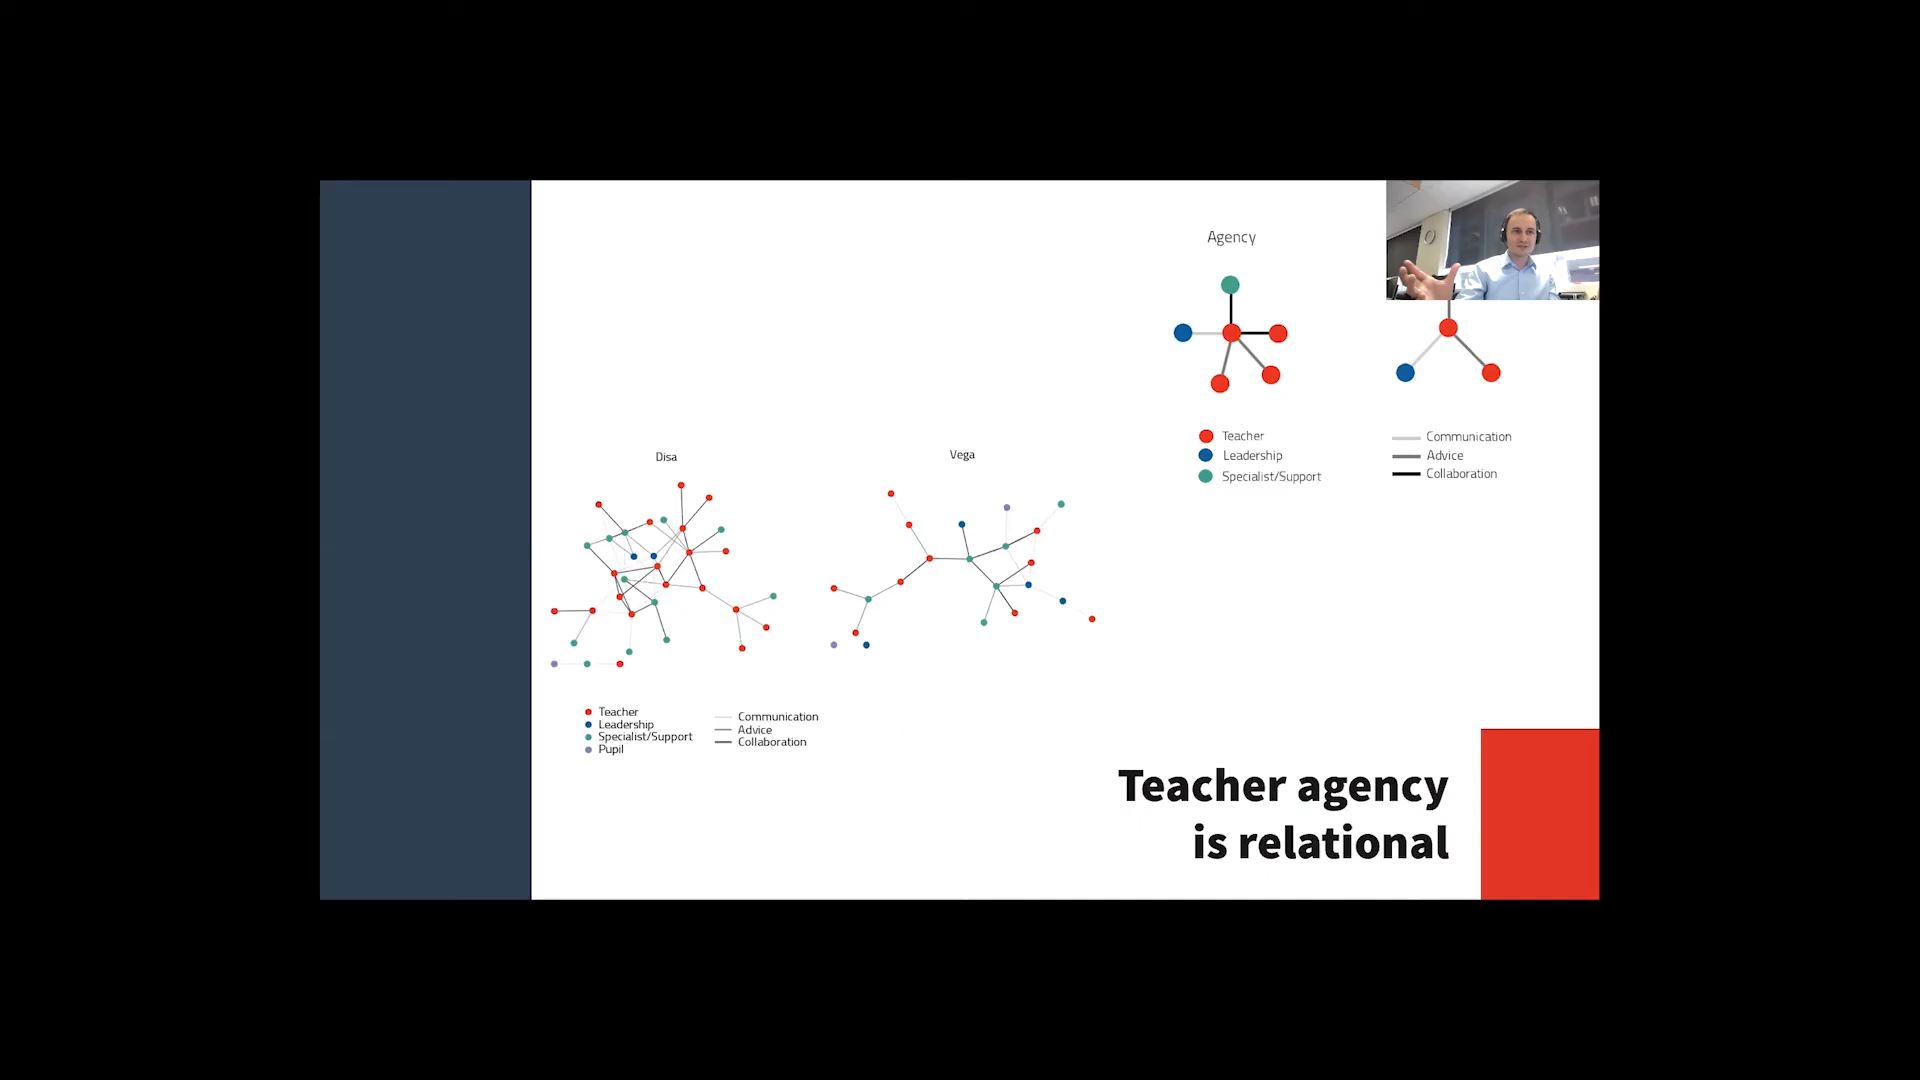 Agency
Teacher
Leadership
Specialist/Support
Communication
Advice
Collaboration
Disa
Vega
Teacher
Leadership
Specialist/Support
Pupil
Communication
Advice
Collaboration
Teacher agency
is relational